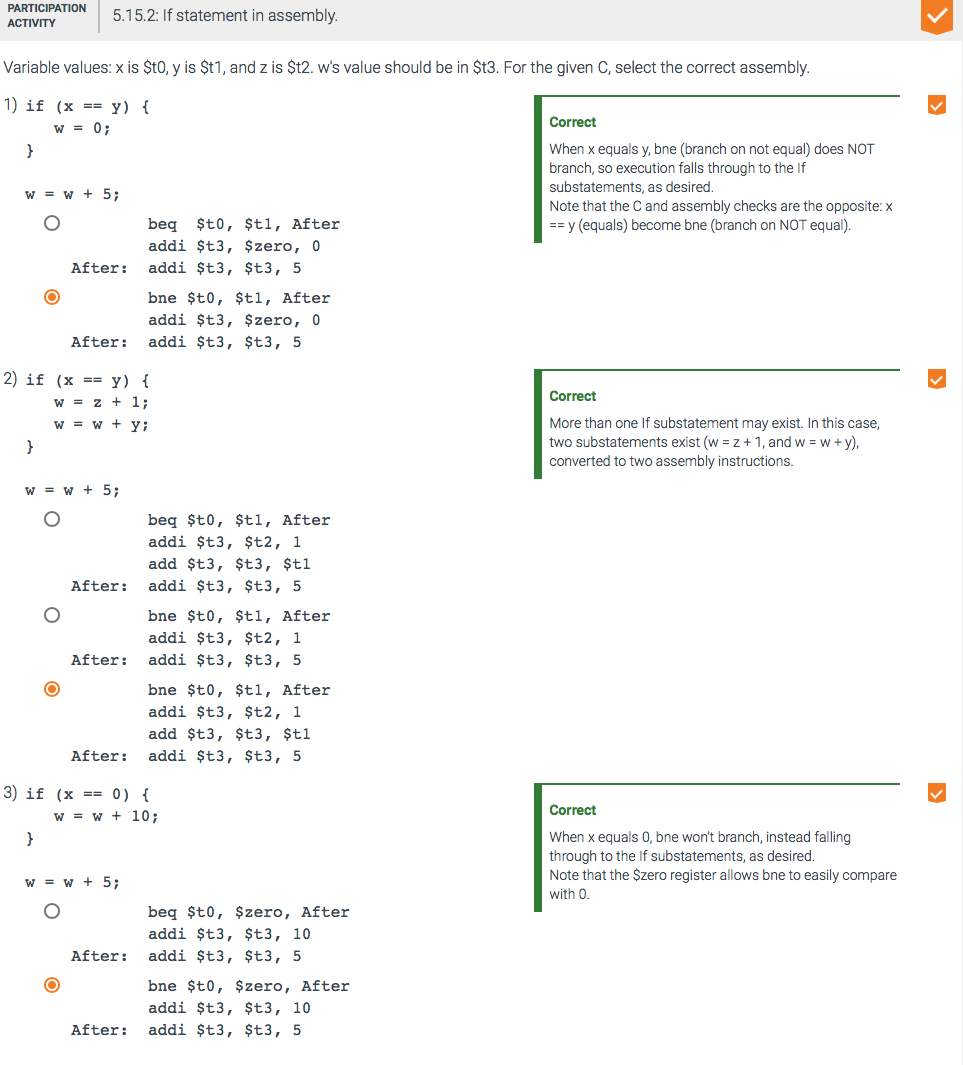 PARTICIPATION
ACTIVITY
5.15.2: If statement in assembly.
Variable values: x is $t0, y is $t1, and z is $t2. w's value should be in $t3. For the given C, select the correct assembly.
1) if (x == y) {
w = 0;
}
w = w + 5;
beq $t0, $t1, After
addi $t3, $zero, 0
After: addi $t3, $t3, 5
bne $t0, $t1, After
addi $t3, $zero, 0
After: addi $t3, $t3, 5
Correct
When x equals y, bne (branch on not equal) does NOT
branch, so execution falls through to the If
substatements, as desired.
Note that the C and assembly checks are the opposite: x
== y (equals) become bne (branch on NOT equal).
2) if (x == y) {
w = z + 1;
w = w + y;
}
w = w + 5;
beq $t0, $t1, After
addi $t3, $t2, 1
add $t3, $t3, $t1
After: addi $t3, $t3, 5
bne $t0, $t1, After
addi $t3, $t2, 1
After: addi $t3, $t3, 5
bne $t0, $t1, After
addi $t3, $t2, 1
add $t3, $t3, $t1
After: addi $t3, $t3, 5
Correct
More than one If substatement may exist. In this case,
two substatements exist (w = z + 1, and w = w + y),
converted to two assembly instructions.
3) if (x == 0) {
w = w + 10;
}
w = w + 5;
beq $t0, $zero, After
addi $t3, $t3, 10
After: addi $t3, $t3, 5
bne $t0, $zero, After
addi $t3, $t3, 10
After: addi $t3, $t3, 5
Correct
When x equals 0, bne won't branch, instead falling
through to the If substatements, as desired.
Note that the $zero register allows bne to easily compare
with 0.